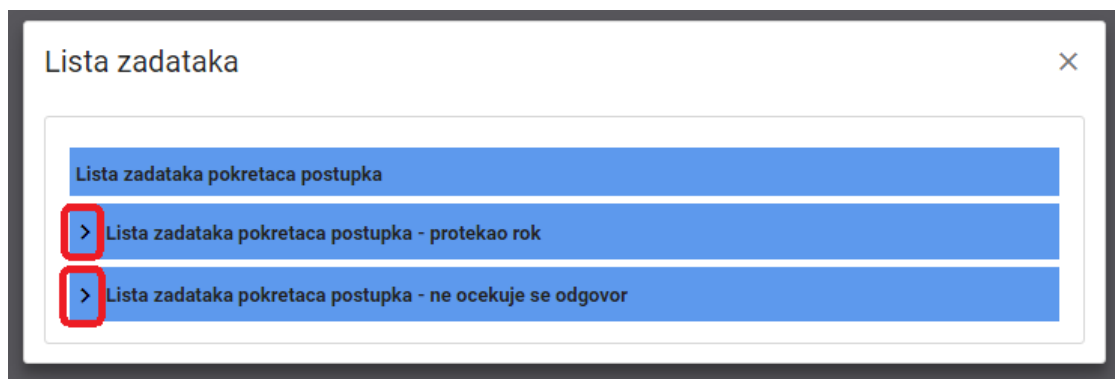 Lista zadataka
Lista zadataka pokretaca postupka
Lista zadataka pokretaca postupka - protekao rok
Lista zadataka pokretaca postupka - ne ocekuje se odgovor